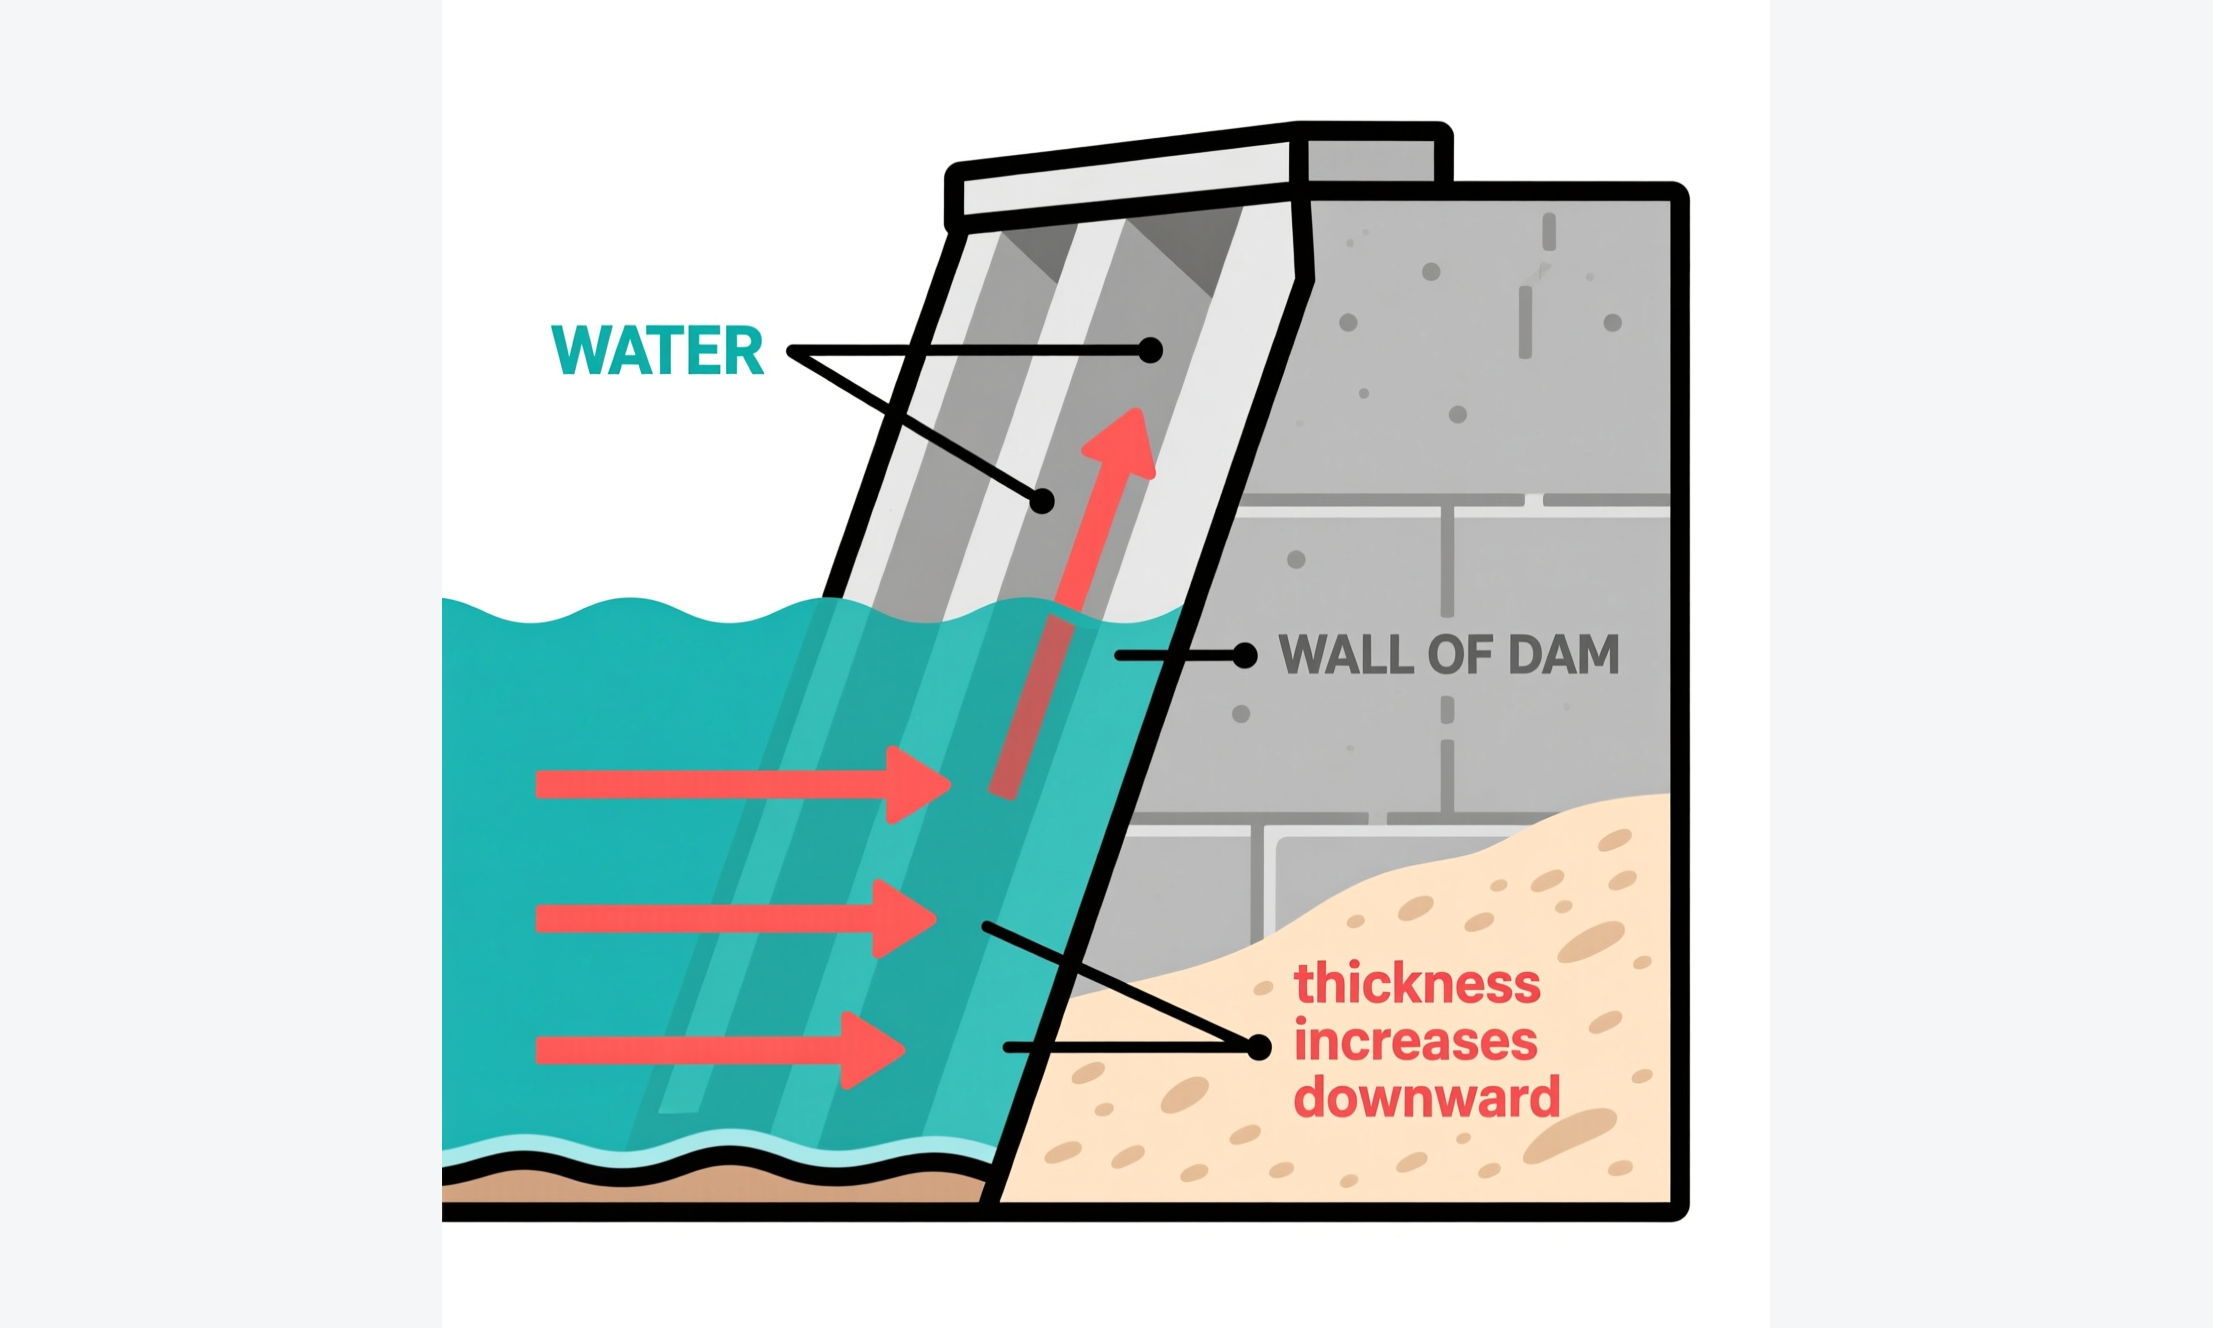 WATER
WALL OF DAM
thickness
increases
downward